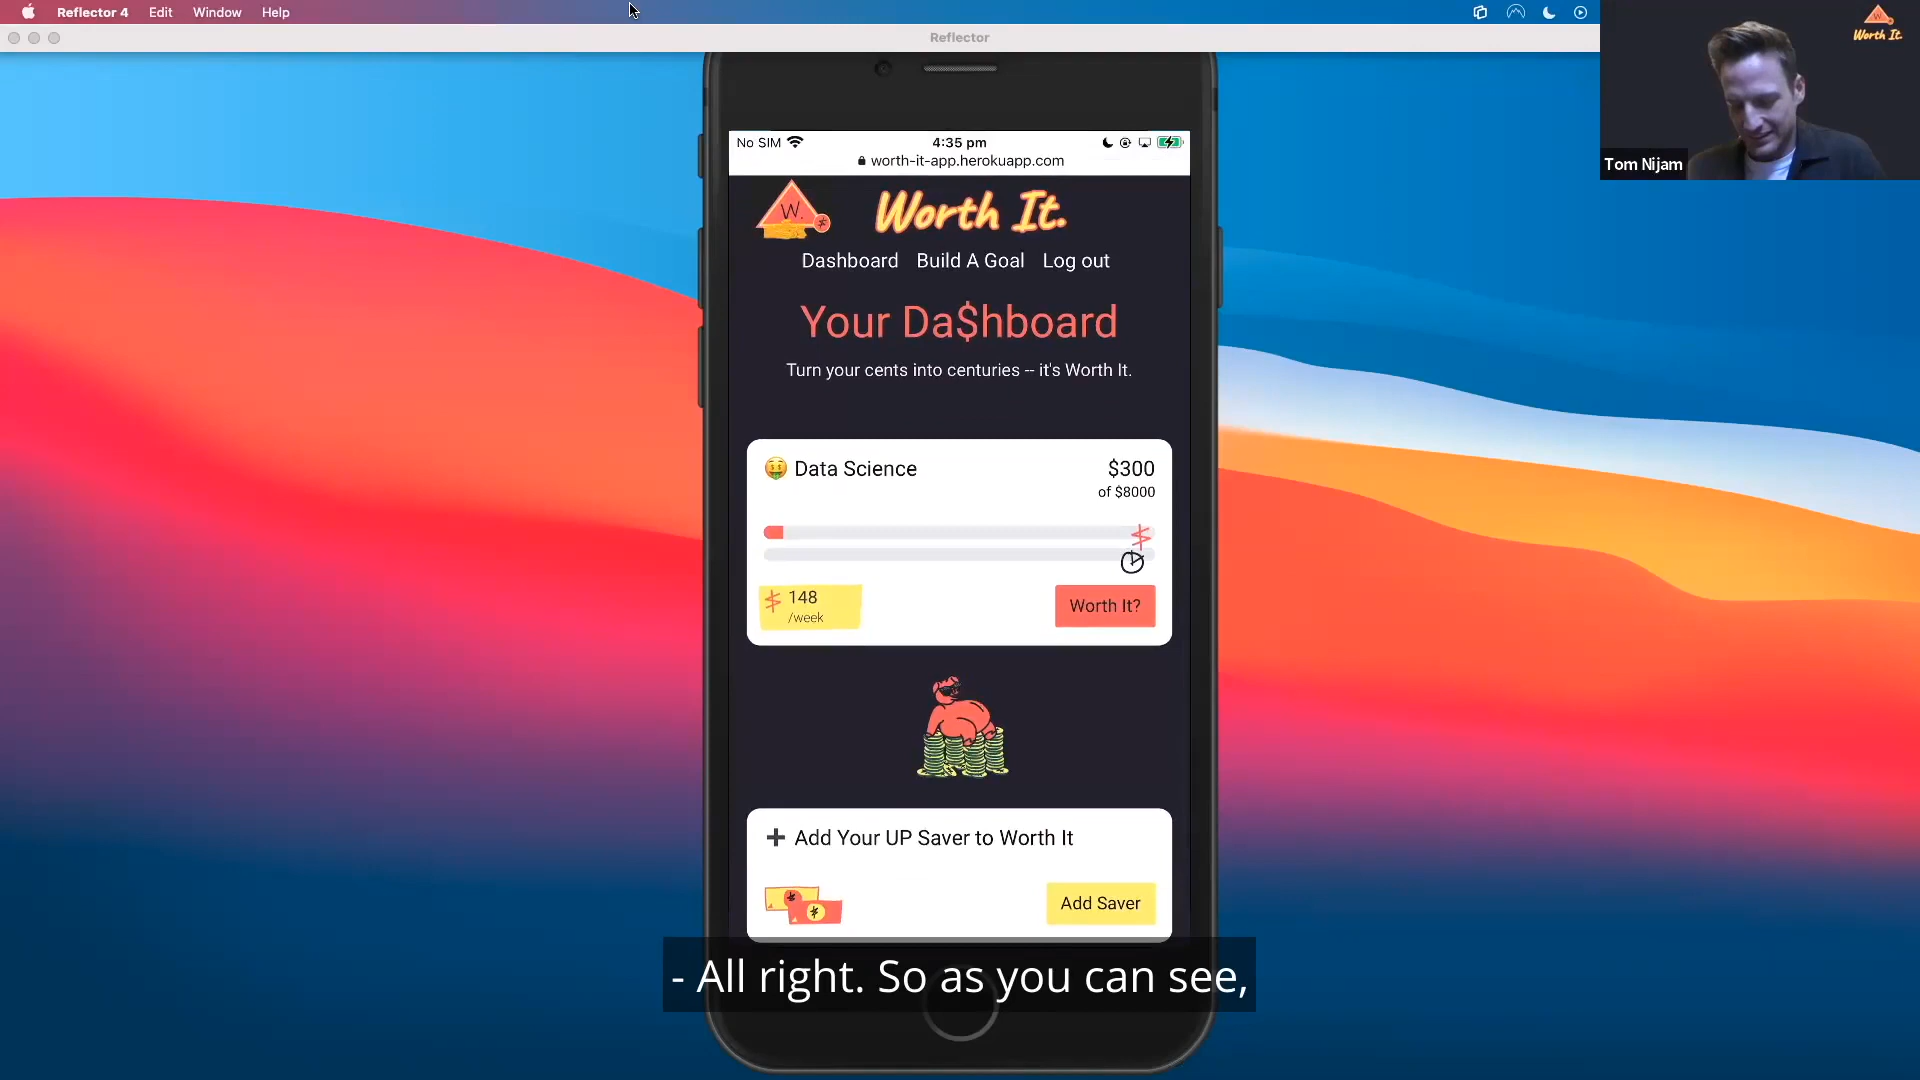 Reflector 4 Edit Window Help
Reflector
Worth It.
Tom Nijam
No SIM 4:35 pm
worth-it-app.herokuapp.com
W. Worth It.
Dashboard Build A Goal Log out
Your Da$hboard
Turn your cents into centuries -- it's Worth It.
🤑 Data Science $300
of $8000
148
/week
Worth It?
➕ Add Your UP Saver to Worth It
Add Saver
- All right. So as you can see,